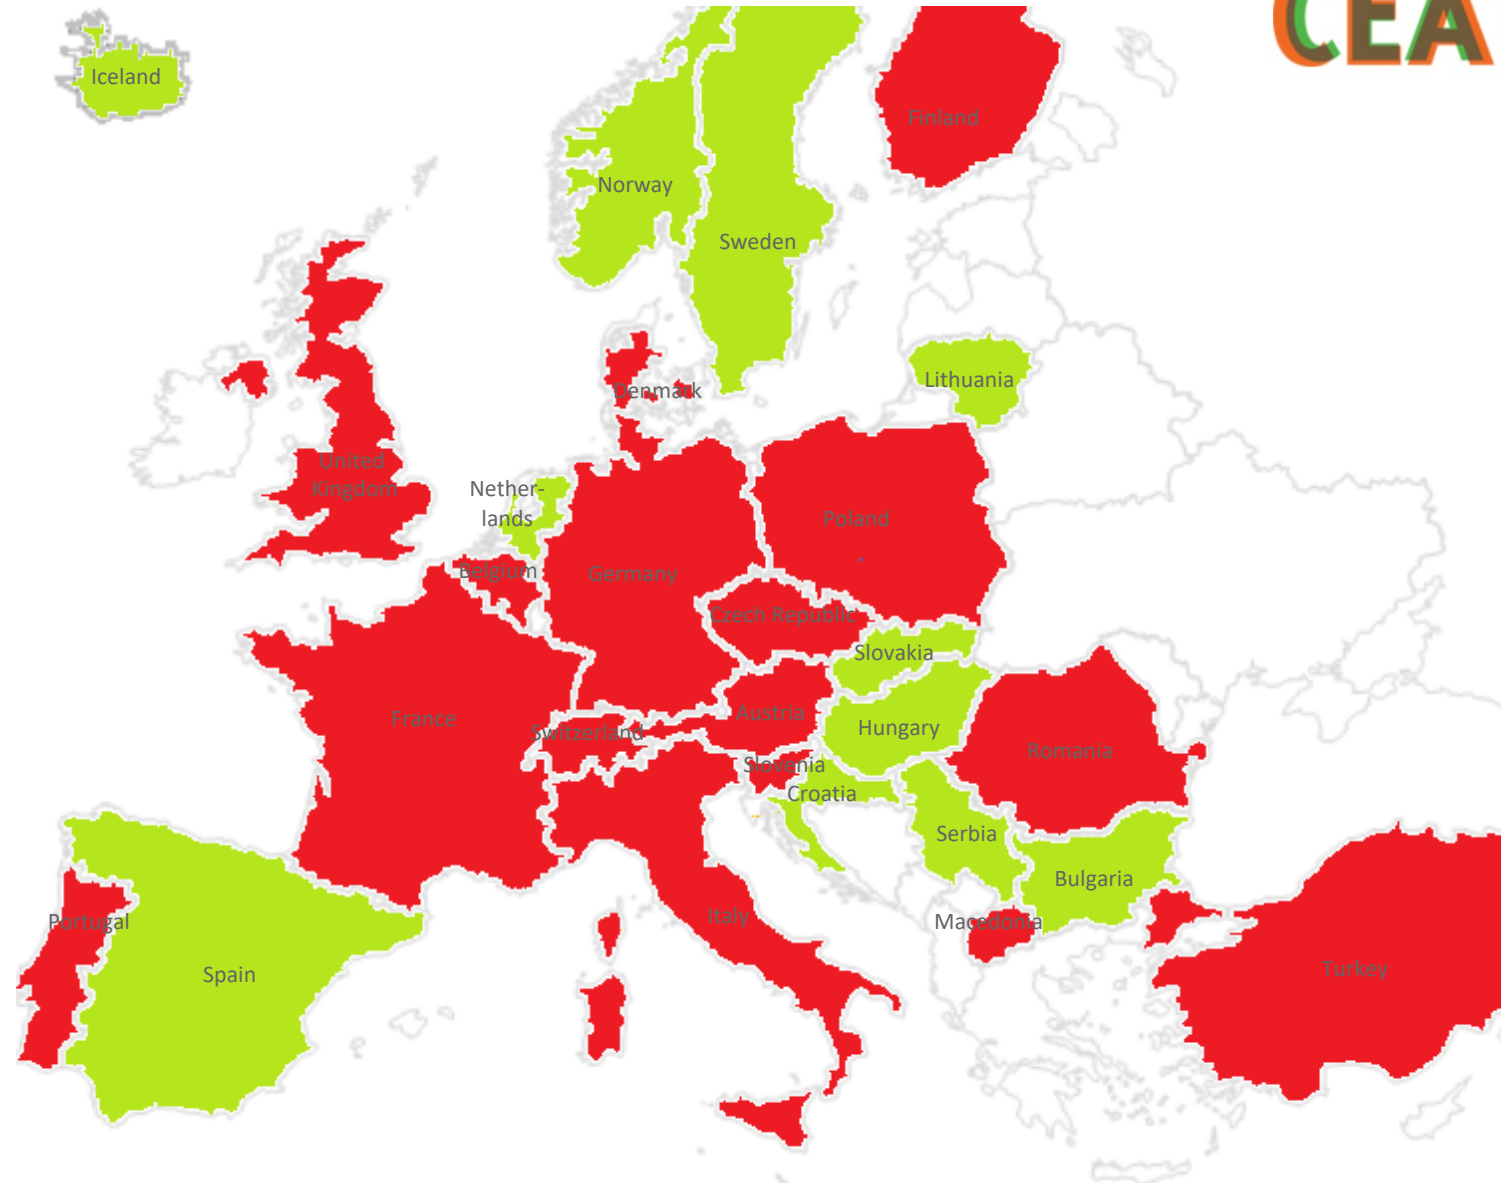 CEA
Iceland
Finland
Norway
Sweden
Denmark
Lithuania
United
Kingdom
Nether-
lands
Poland
Belgium
Germany
Czech Republic
Slovakia
France
Switzerland
Austria
Hungary
Romania
Slovenia
Croatia
Serbia
Bulgaria
Portugal
Italy
Macedonia
Spain
Turkey